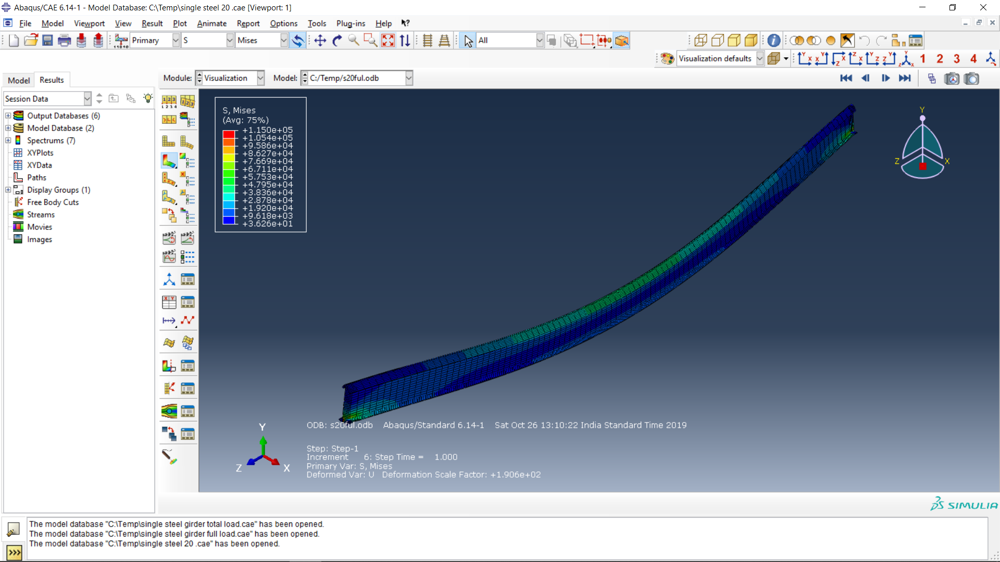 Abaqus/CAE 6.14-1 - Model Database: C:\Temp\single steel 20 .cae [Viewport: 1]
File Model Viewport View Result Plot Animate Report Options Tools Plug-ins Help
Primary S Mises All
Visualization defaults 1 2 3 4
Model Results Module: Visualization Model: C:/Temp/s20ful.odb
Session Data
Output Databases (6)
Model Database (2)
Spectrums (7)
XYPlots
XYData
Paths
Display Groups (1)
Free Body Cuts
Streams
Movies
Images
S, Mises
(Avg: 75%)
+1.150e+05
+1.054e+05
+9.586e+04
+8.627e+04
+7.669e+04
+6.711e+04
+5.753e+04
+4.795e+04
+3.836e+04
+2.878e+04
+1.920e+04
+9.618e+03
+3.626e+01
Y
Z X
Y
Z X
ODB: s20ful.odb Abaqus/Standard 6.14-1 Sat Oct 26 13:10:22 India Standard Time 2019
Step: Step-1
Increment 6: Step Time = 1.000
Primary Var: S, Mises
Deformed Var: U Deformation Scale Factor: +1.906e+02
SIMULIA
The model database "C:\Temp\single steel girder total load.cae" has been opened.
The model database "C:\Temp\single steel girder full load.cae" has been opened.
The model database "C:\Temp\single steel 20 .cae" has been opened.
>>>